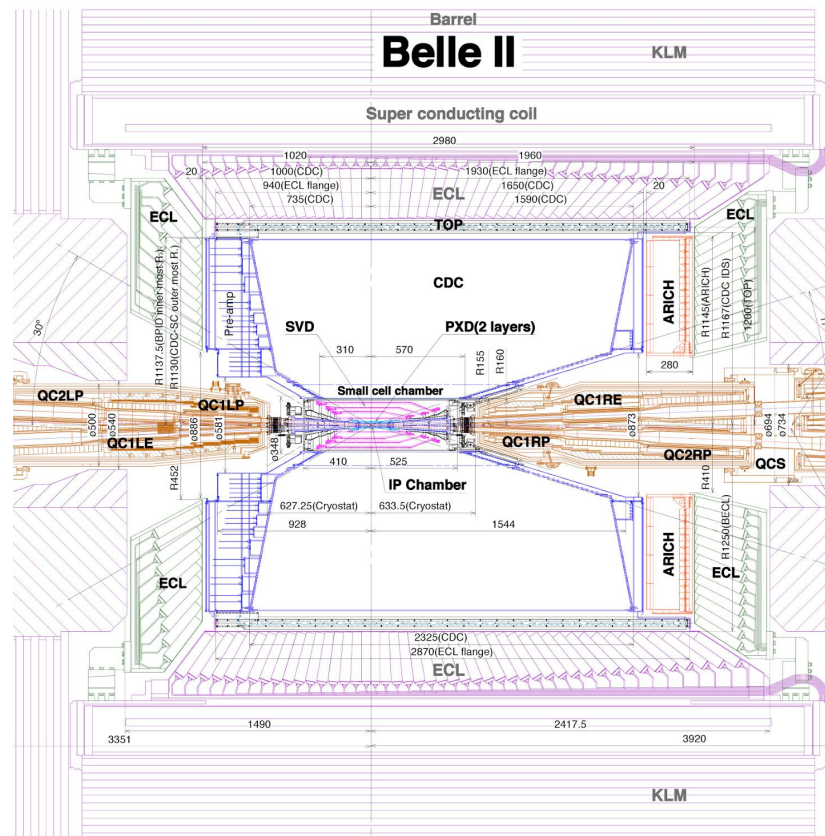 Barrel
Belle II
KLM
Super conducting coil
2980
1020
1960
20
1000(CDC)
1930(ECL flange)
940(ECL flange)
ECL
1650(CDC)
20
735(CDC)
1590(CDC)
ECL
ECL
TOP
CDC
30°
R1137.5(BPID inner most R.)
R1130(CDC-SC outer most R.)
Pre-amp
ARICH
R1145(ARICH)
R1167(CDC IDS)
1200(TOP)
SVD
PXD(2 layers)
310
570
R155
R160
280
Small cell chamber
QC2LP
QC1LP
QC1RE
ø500
ø540
QC1LE
ø886
ø581
ø348
QC1RP
ø873
QC2RP
ø694
ø734
QCS
R452
410
525
R410
IP Chamber
627.25(Cryostat)
633.5(Cryostat)
928
1544
R1250(BECL)
ECL
ARICH
ECL
2325(CDC)
2870(ECL flange)
ECL
1490
2417.5
3351
3920
KLM